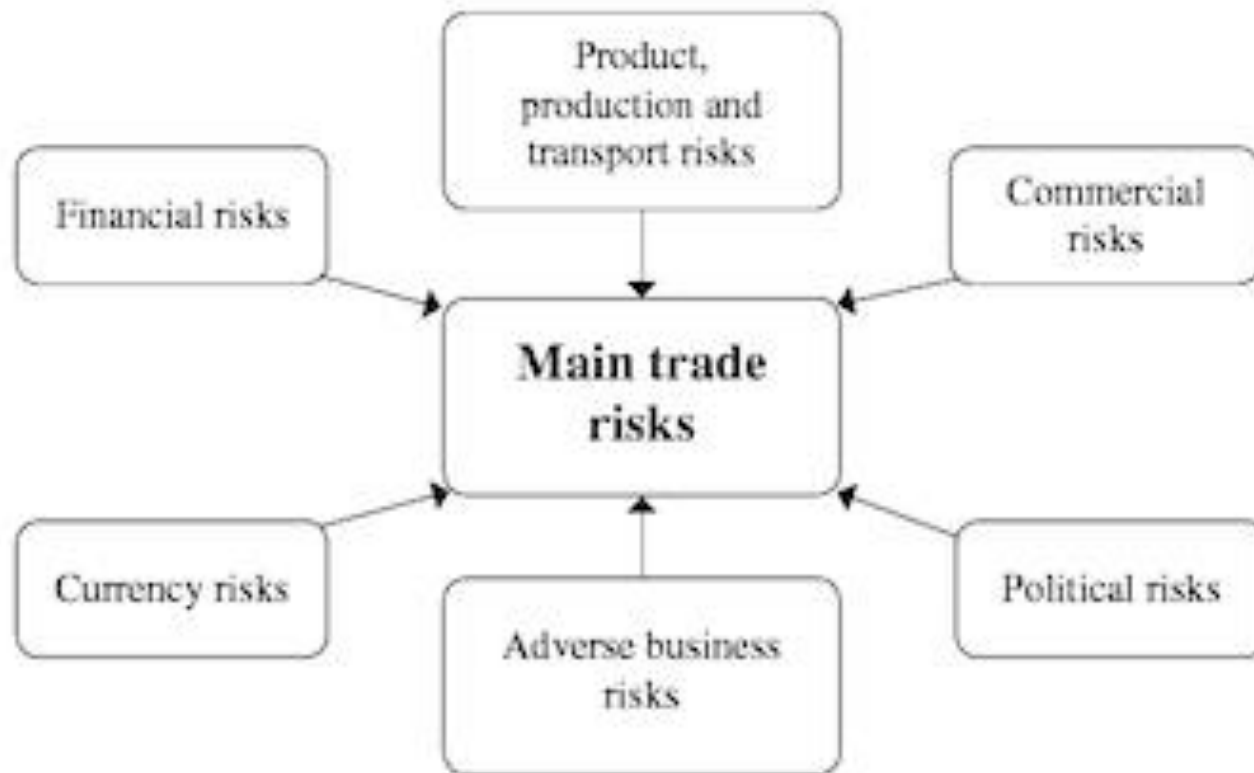 Product,
production and
transport risks
Financial risks
Commercial
risks
Main trade
risks
Currency risks
Adverse business
risks
Political risks